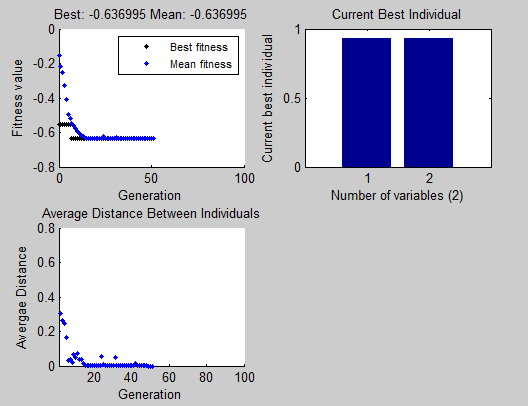 Best: -0.636995 Mean: -0.636995
Fitness value
0
-0.2
-0.4
-0.6
-0.8
Best fitness
Mean fitness
0 50 100
Generation
Current Best Individual
Current best individual
1
0.5
0
1 2
Number of variables (2)
Average Distance Between Individuals
Avergae Distance
0.8
0.6
0.4
0.2
0
20 40 60 80 100
Generation